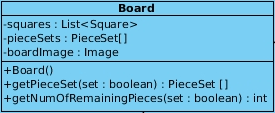 Board
-squares : List<Square>
-pieceSets : PieceSet[]
-boardImage : Image
+Board()
+getPieceSet(set : boolean) : PieceSet []
+getNumOfRemainingPieces(set : boolean) : int